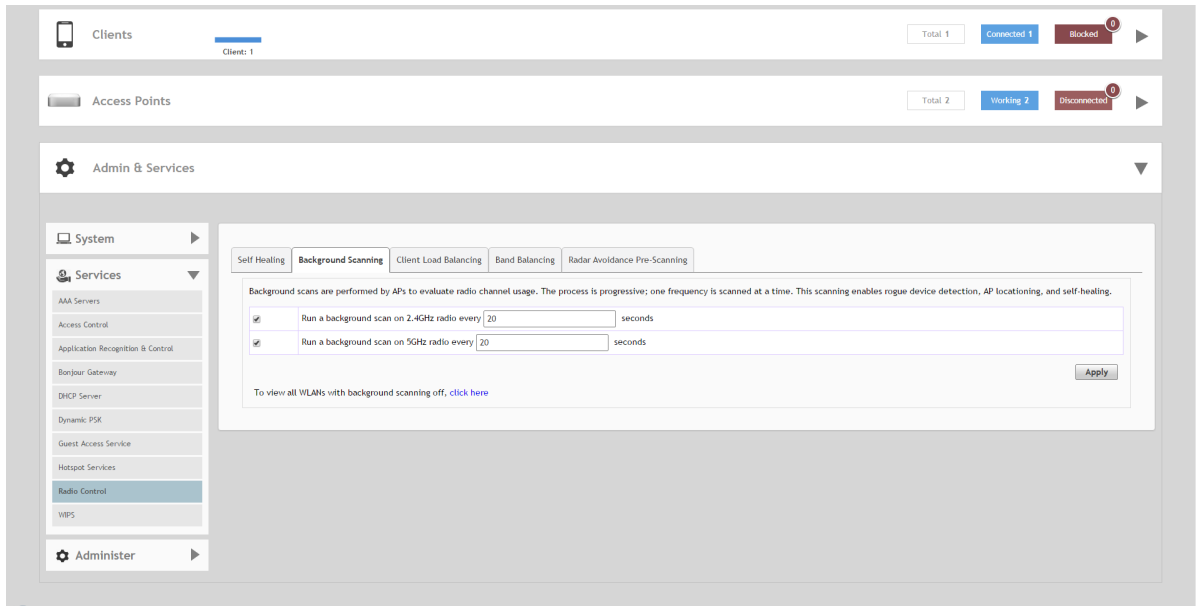 Clients
Client: 1
Total 1
Connected 1
Blocked
0
Access Points
Total 2
Working 2
Disconnected
0
Admin & Services
System
Services
AAA Servers
Access Control
Application Recognition & Control
Bonjour Gateway
DHCP Server
Dynamic PSK
Guest Access Service
Hotspot Services
Radio Control
WIPS
Administer
Self Healing
Background Scanning
Client Load Balancing
Band Balancing
Radar Avoidance Pre-Scanning
Background scans are performed by APs to evaluate radio channel usage. The process is progressive; one frequency is scanned at a time. This scanning enables rogue device detection, AP locationing, and self-healing.
Run a background scan on 2.4GHz radio every 20 seconds
Run a background scan on 5GHz radio every 20 seconds
Apply
To view all WLANs with background scanning off, click here